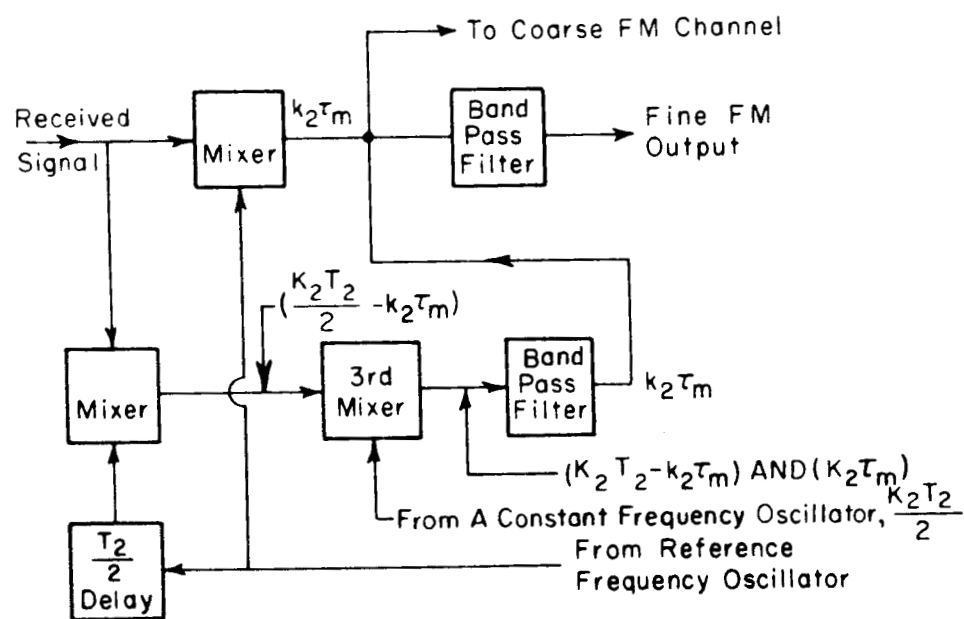 To Coarse FM Channel
Received
Signal
Mixer
k₂τₘ
Band
Pass
Filter
Fine FM
Output
(K₂T₂/2 -k₂τₘ)
Mixer
3rd
Mixer
Band
Pass
Filter
k₂τₘ
(K₂T₂-k₂τₘ) AND (K₂τₘ)
From A Constant Frequency Oscillator, K₂T₂/2
T₂/2
Delay
From Reference
Frequency Oscillator